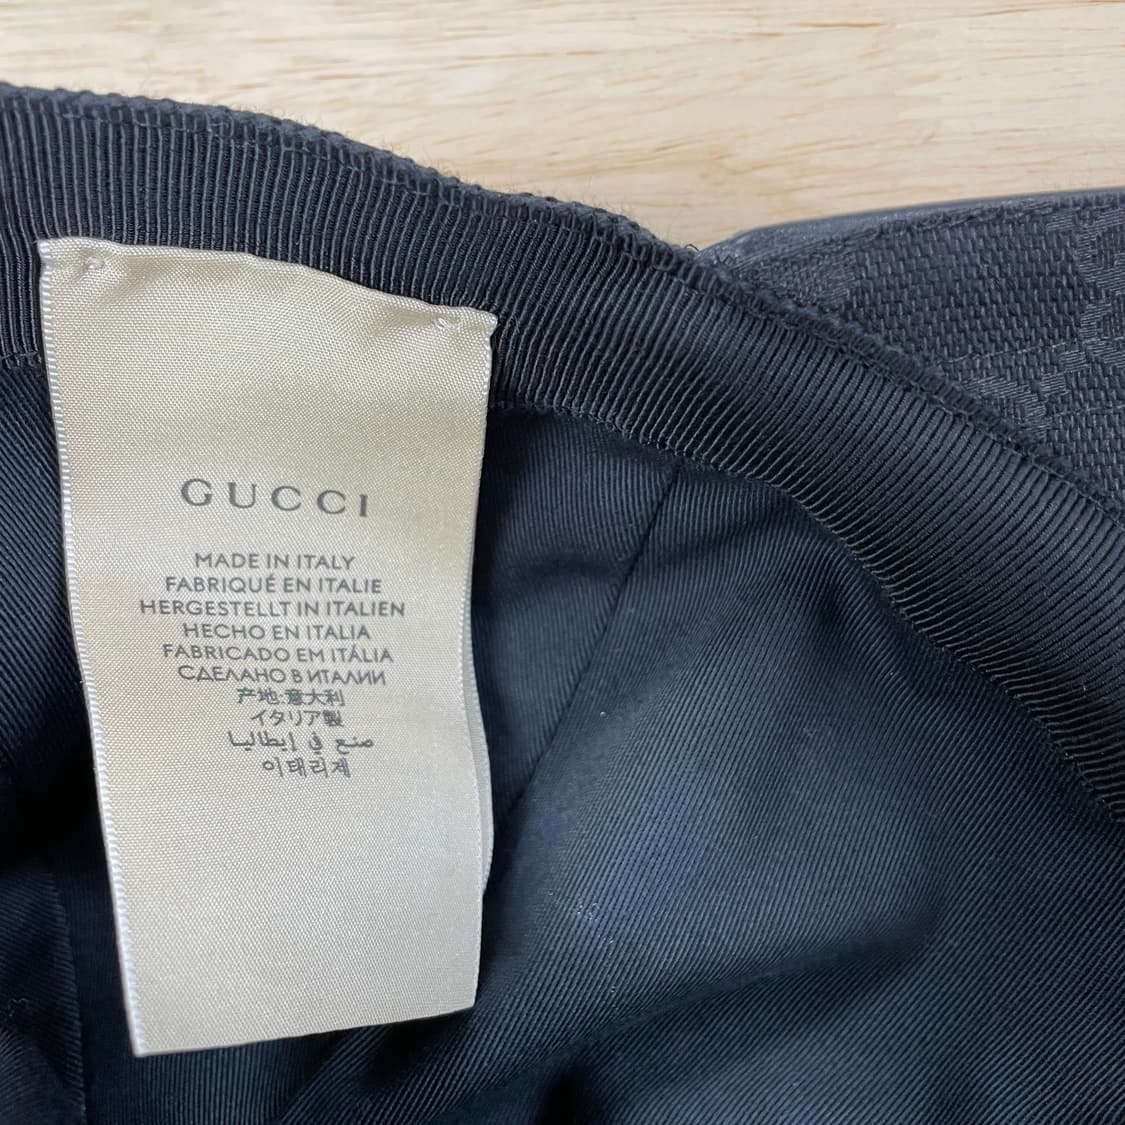 GUCCI
MADE IN ITALY
FABRIQUÉ EN ITALIE
HERGESTELLT IN ITALIEN
HECHO EN ITALIA
FABRICADO EM ITÁLIA
СДЕЛАНО В ИТАЛИИ
产地:意大利
イタリア製
صنع في إيطاليا
이태리제